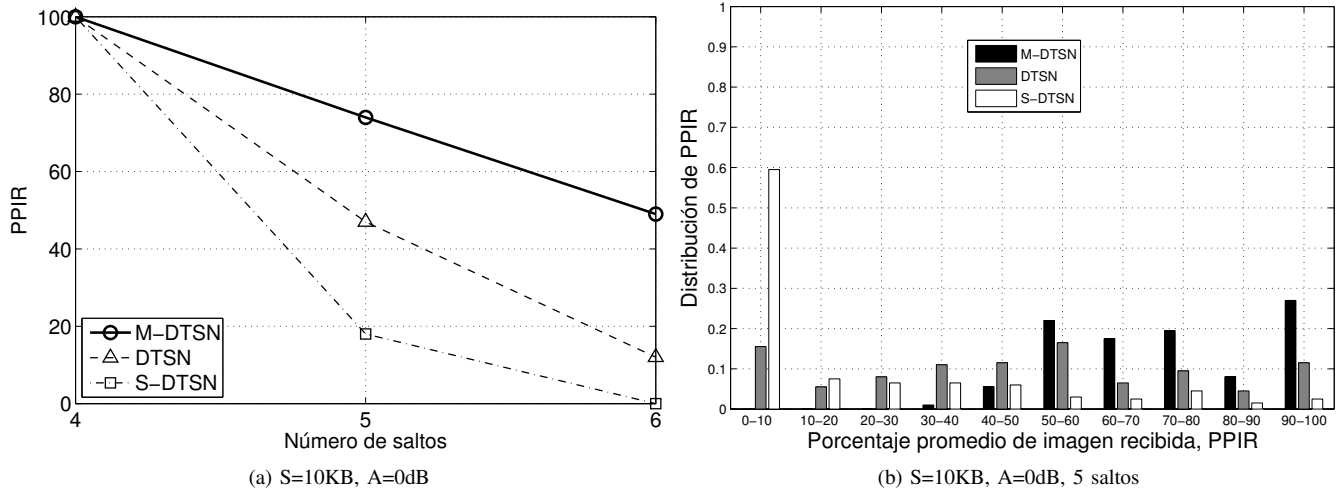 100
80
60
40
20
0
4
5
6
PPIR
Número de saltos
M−DTSN
DTSN
S−DTSN
(a) S=10KB, A=0dB
1
0.9
0.8
0.7
0.6
0.5
0.4
0.3
0.2
0.1
0
Distribución de PPIR
M−DTSN
DTSN
S−DTSN
0−10
10−20
20−30
30−40
40−50
50−60
60−70
70−80
80−90
90−100
Porcentaje promedio de imagen recibida, PPIR
(b) S=10KB, A=0dB, 5 saltos